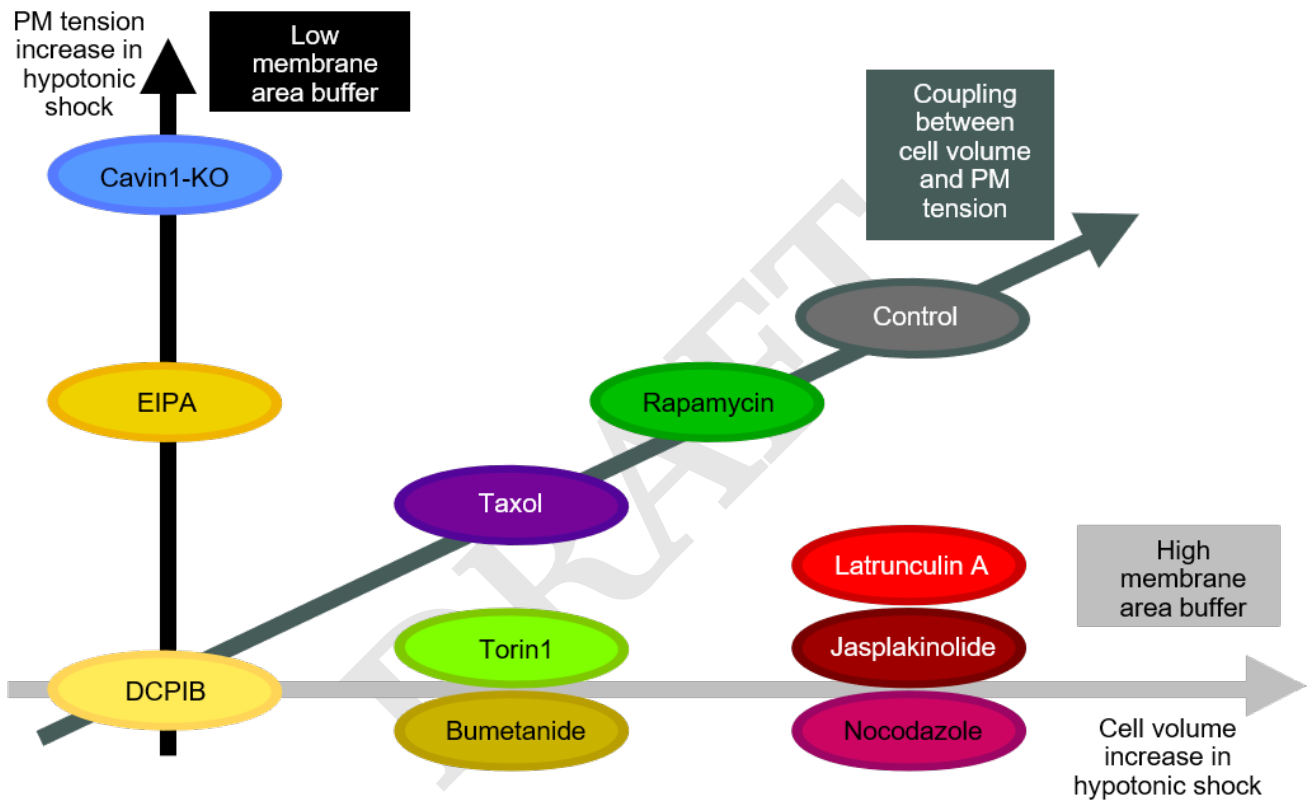 PM tension
increase in
hypotonic
shock
Low
membrane
area buffer
Coupling
between
cell volume
and PM
tension
Cavin1-KO
Control
EIPA
Rapamycin
Taxol
Latrunculin A
High
membrane
area buffer
Torin1
Jasplakinolide
DCPIB
Bumetanide
Nocodazole
Cell volume
increase in
hypotonic shock
DRAFT